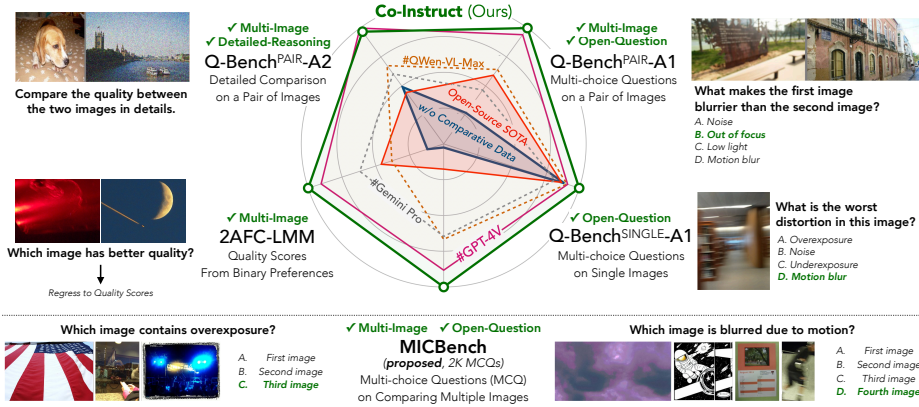 Co-Instruct (Ours)
✓ Multi-Image
✓ Detailed-Reasoning
Q-Bench^PAIR-A2
Detailed Comparison
on a Pair of Images
✓ Multi-Image
✓ Open-Question
Q-Bench^PAIR-A1
Multi-choice Questions
on a Pair of Images
Compare the quality between
the two images in details.
#QWen-VL-Max
Open-Source SOTA
w/o Comparative Data
#Gemini Pro
#GPT-4V
What makes the first image
blurrier than the second image?
A. Noise
B. Out of focus
C. Low light
D. Motion blur
Which image has better quality?
Regress to Quality Scores
✓ Multi-Image
2AFC-LMM
Quality Scores
From Binary Preferences
✓ Open-Question
Q-Bench^SINGLE-A1
Multi-choice Questions
on Single Images
What is the worst
distortion in this image?
A. Overexposure
B. Noise
C. Underexposure
D. Motion blur
Which image contains overexposure?
A. First image
B. Second image
C. Third image
✓ Multi-Image ✓ Open-Question
MICBench
(proposed, 2K MCQs)
Multi-choice Questions (MCQ)
on Comparing Multiple Images
Which image is blurred due to motion?
A. First image
B. Second image
C. Third image
D. Fourth image